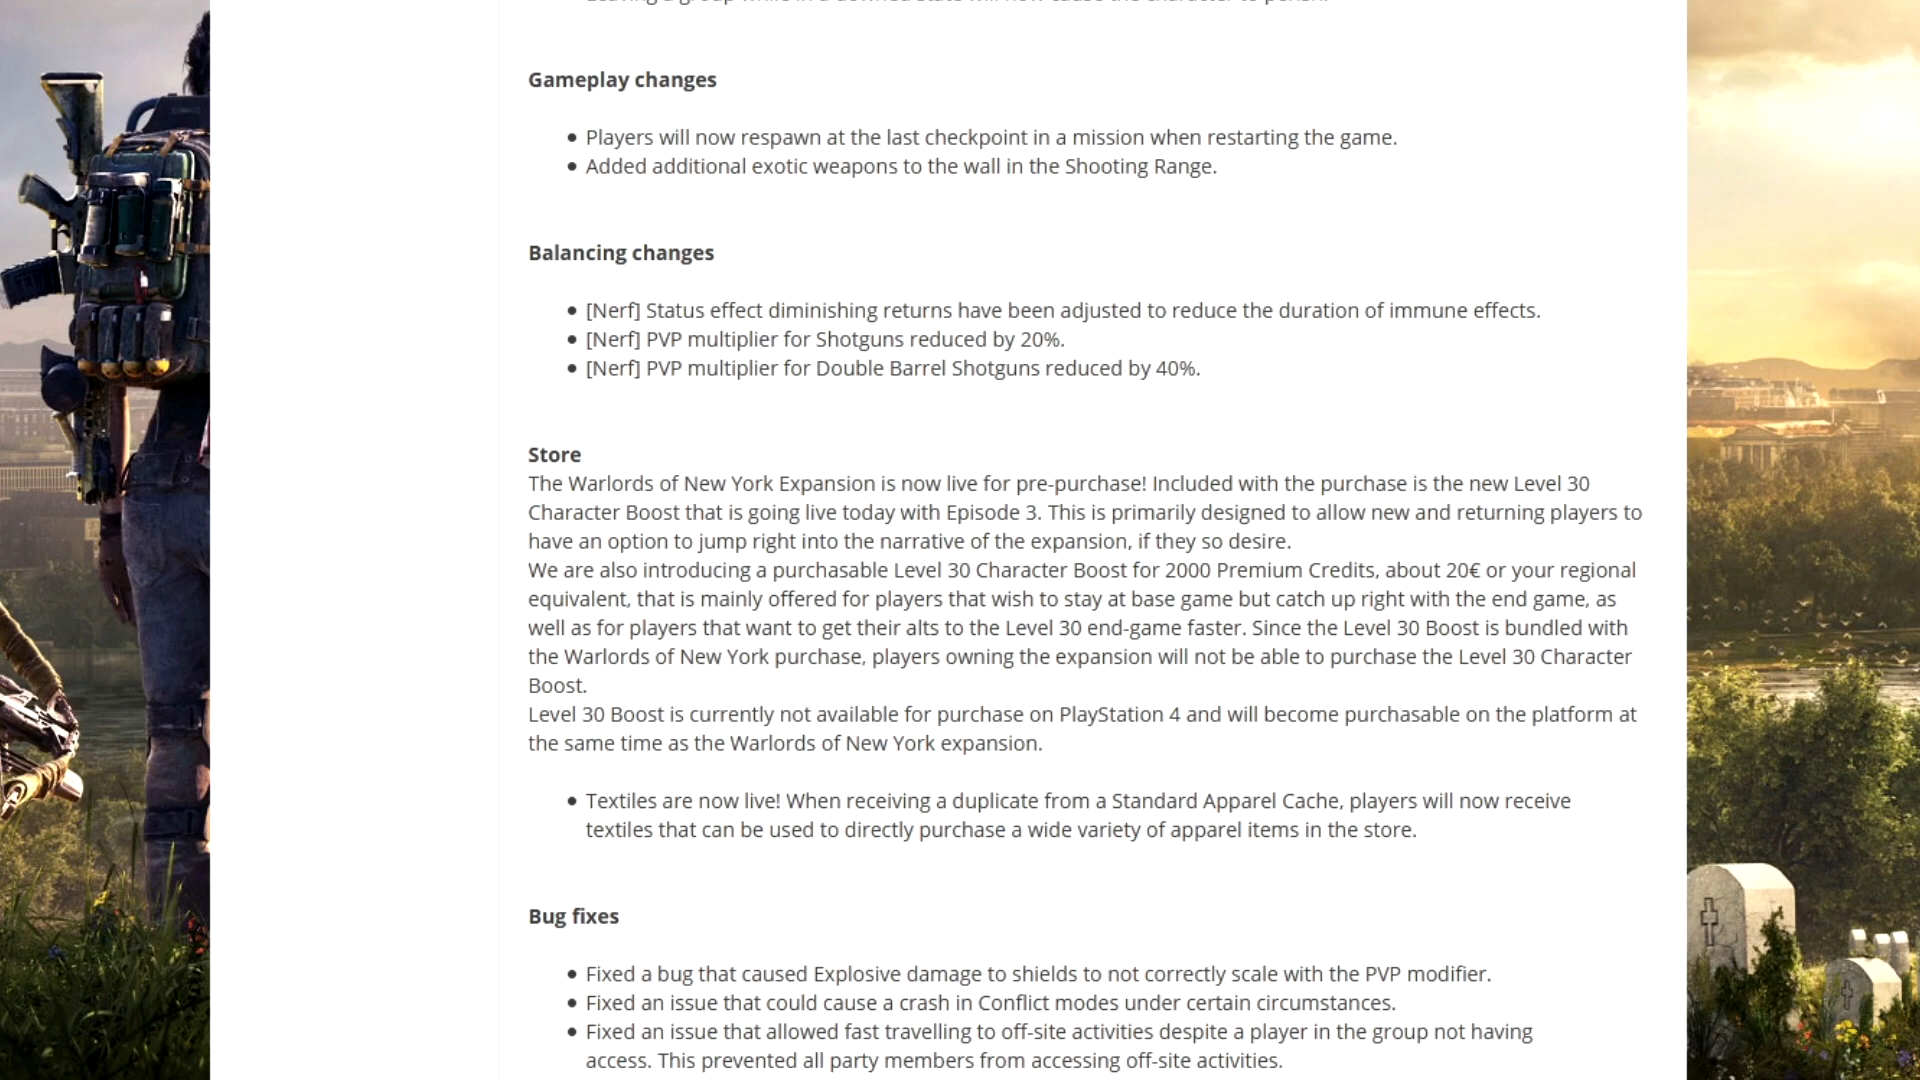 Leaving a group while in a downed state will now cause the character to perish.
Gameplay changes
● Players will now respawn at the last checkpoint in a mission when restarting the game.
● Added additional exotic weapons to the wall in the Shooting Range.
Balancing changes
● [Nerf] Status effect diminishing returns have been adjusted to reduce the duration of immune effects.
● [Nerf] PVP multiplier for Shotguns reduced by 20%.
● [Nerf] PVP multiplier for Double Barrel Shotguns reduced by 40%.
Store
The Warlords of New York Expansion is now live for pre-purchase! Included with the purchase is the new Level 30
Character Boost that is going live today with Episode 3. This is primarily designed to allow new and returning players to
have an option to jump right into the narrative of the expansion, if they so desire.
We are also introducing a purchasable Level 30 Character Boost for 2000 Premium Credits, about 20€ or your regional
equivalent, that is mainly offered for players that wish to stay at base game but catch up right with the end game, as
well as for players that want to get their alts to the Level 30 end-game faster. Since the Level 30 Boost is bundled with
the Warlords of New York purchase, players owning the expansion will not be able to purchase the Level 30 Character
Boost.
Level 30 Boost is currently not available for purchase on PlayStation 4 and will become purchasable on the platform at
the same time as the Warlords of New York expansion.
● Textiles are now live! When receiving a duplicate from a Standard Apparel Cache, players will now receive
textiles that can be used to directly purchase a wide variety of apparel items in the store.
Bug fixes
● Fixed a bug that caused Explosive damage to shields to not correctly scale with the PVP modifier.
● Fixed an issue that could cause a crash in Conflict modes under certain circumstances.
● Fixed an issue that allowed fast travelling to off-site activities despite a player in the group not having
access. This prevented all party members from accessing off-site activities.